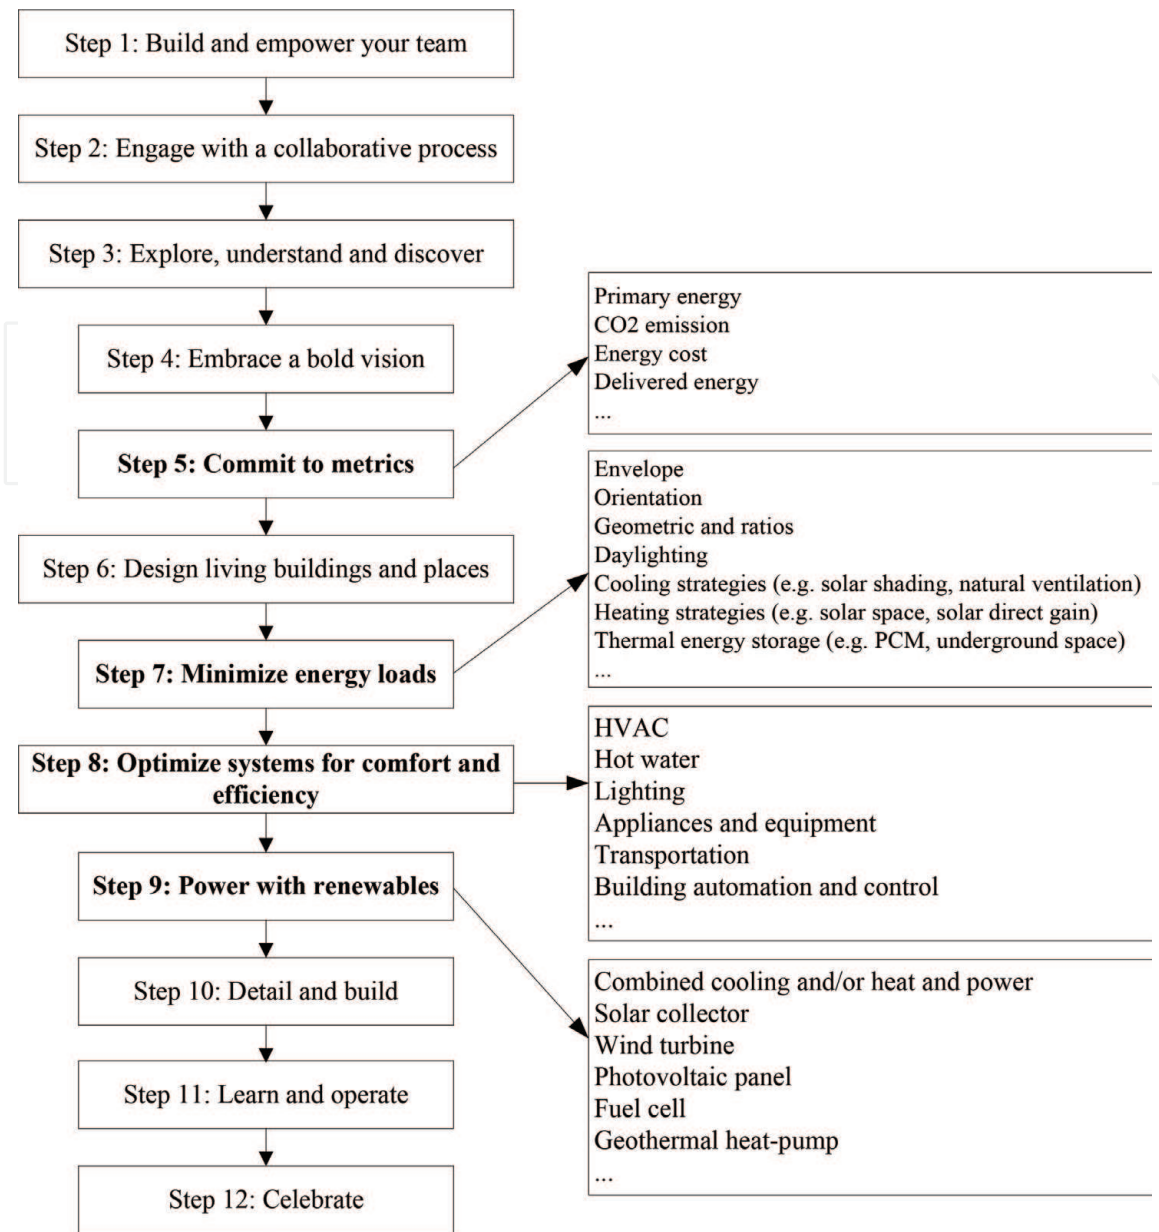 Step 1: Build and empower your team
Step 2: Engage with a collaborative process
Step 3: Explore, understand and discover
Step 4: Embrace a bold vision
Step 5: Commit to metrics
Step 6: Design living buildings and places
Step 7: Minimize energy loads
Step 8: Optimize systems for comfort and
efficiency
Step 9: Power with renewables
Step 10: Detail and build
Step 11: Learn and operate
Step 12: Celebrate
Primary energy
CO2 emission
Energy cost
Delivered energy
...
Envelope
Orientation
Geometric and ratios
Daylighting
Cooling strategies (e.g. solar shading, natural ventilation)
Heating strategies (e.g. solar space, solar direct gain)
Thermal energy storage (e.g. PCM, underground space)
...
HVAC
Hot water
Lighting
Appliances and equipment
Transportation
Building automation and control
...
Combined cooling and/or heat and power
Solar collector
Wind turbine
Photovoltaic panel
Fuel cell
Geothermal heat-pump
...